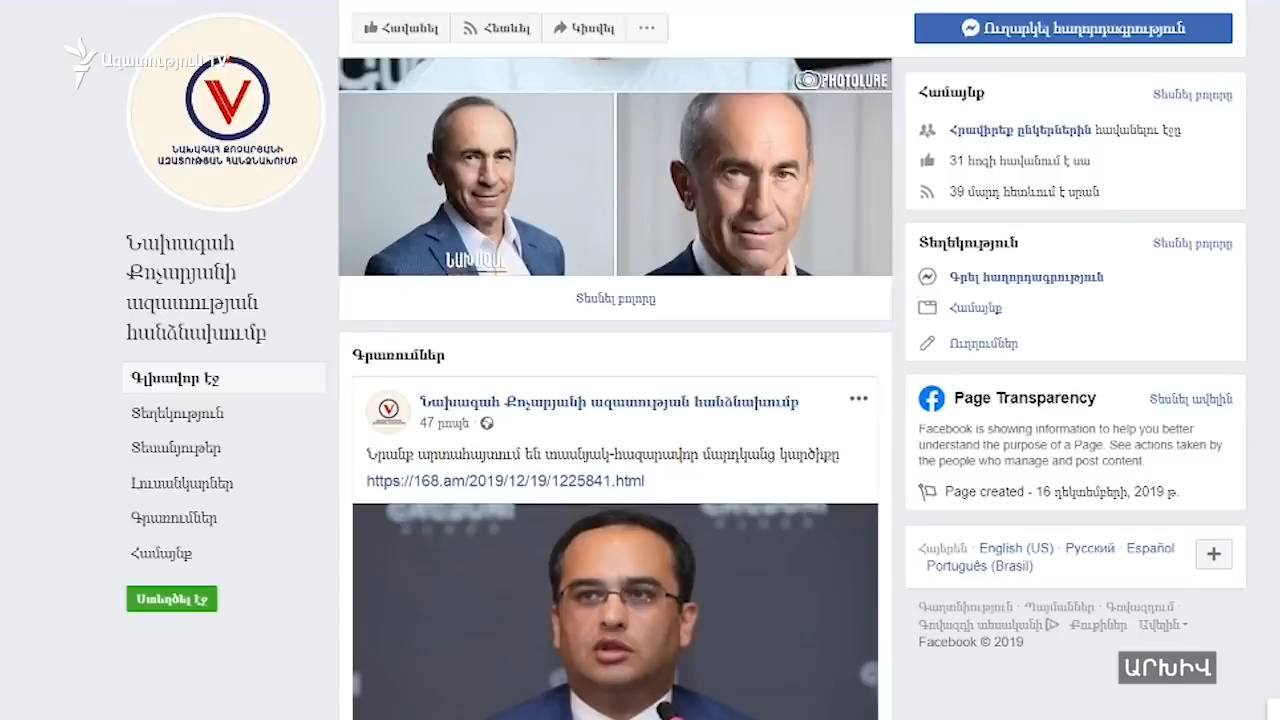 Ազատություն TV
ՆԱԽԱԳԱՀ ՔՈՉԱՐՅԱՆԻ
ԱԶԱՏՈՒԹՅԱՆ ՀԱՆՁՆԱԽՈՒՄԲ
Նախագահ
Քոչարյանի
ազատության
հանձնախումբ
Գլխավոր էջ
Տեղեկություն
Տեսանյութեր
Լուսանկարներ
Գրառումներ
Համայնք
Ստեղծել էջ
Հավանել Հետևել Կիսվել ...
PHOTOLURE
ՆԱԽԱԳԱՀ
Տեսնել բոլորը
Գրառումներ
Նախագահ Քոչարյանի ազատության հանձնախումբ
47 րոպե ·
Նրանք արտահայտում են տասնյակ-հազարավոր մարդկանց կարծիքը
https://168.am/2019/12/19/1225841.html
Ուղարկել հաղորդագրություն
Համայնք Տեսնել բոլորը
Հրավիրեք ընկերներին հավանելու էջը
31 հոգի հավանում է սա
39 մարդ հետևում է սրան
Տեղեկություն Տեսնել բոլորը
Գրել հաղորդագրություն
Համայնք
Ուղղումներ
Page Transparency Տեսնել ավելին
Facebook is showing information to help you better
understand the purpose of a Page. See actions taken by
the people who manage and post content.
Page created - 16 դեկտեմբերի, 2019 թ.
Հայերեն · English (US) · Русский · Español
· Português (Brasil)
Գաղտնիություն · Պայմաններ · Գովազդում ·
Գովազդի տեսականի · Քուքիներ · Ավելին
Facebook © 2019
ԱՐԽԻՎ